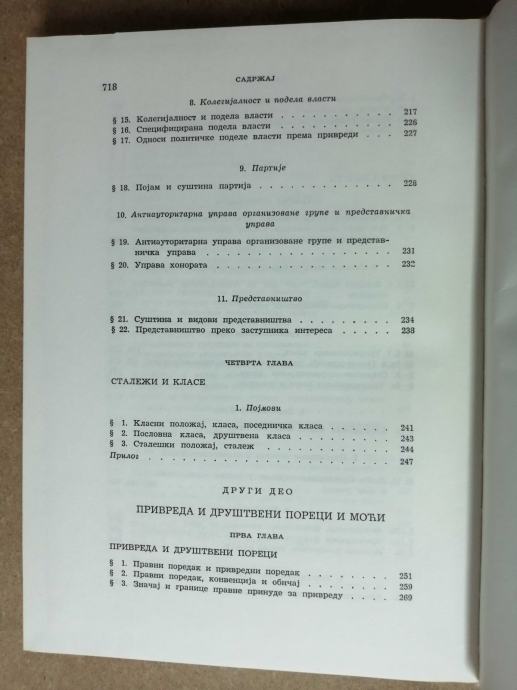 718
САДРЖАЈ
8. Колегијалност и подела власти
§ 15. Колегијалност и подела власти . . . . . . . . . . 217
§ 16. Специфицирана подела власти . . . . . . . . . . 226
§ 17. Односи политичке поделе власти према привреди . . . 227
9. Партије
§ 18. Појам и суштина партија . . . . . . . . . . . . 228
10. Антиауторитарна управа организоване групе и представничка
управа
§ 19. Антиауторитарна управа организоване групе и представ-
ничка управа . . . . . . . . . . . . . . . 231
§ 20. Управа хонората . . . . . . . . . . . . . . 232
11. Представништво
§ 21. Суштина и видови представништва . . . . . . . . 234
§ 22. Представништво преко заступника интереса . . . . . 238
ЧЕТВРТА ГЛАВА
СТАЛЕЖИ И КЛАСЕ
1. Појмови
§ 1. Класни положај, класа, поседничка класа . . . . . . 241
§ 2. Пословна класа, друштвена класа . . . . . . . . 243
§ 3. Сталешки положај, сталеж . . . . . . . . . . 244
Прилог . . . . . . . . . . . . . . . . . . 247
ДРУГИ ДЕО
ПРИВРЕДА И ДРУШТВЕНИ ПОРЕЦИ И МОЋИ
ПРВА ГЛАВА
ПРИВРЕДА И ДРУШТВЕНИ ПОРЕЦИ
§ 1. Правни поредак и привредни поредак . . . . . . . 251
§ 2. Правни поредак, конвенција и обичај . . . . . . . 259
§ 3. Значај и границе правне принуде за привреду . . . . 269